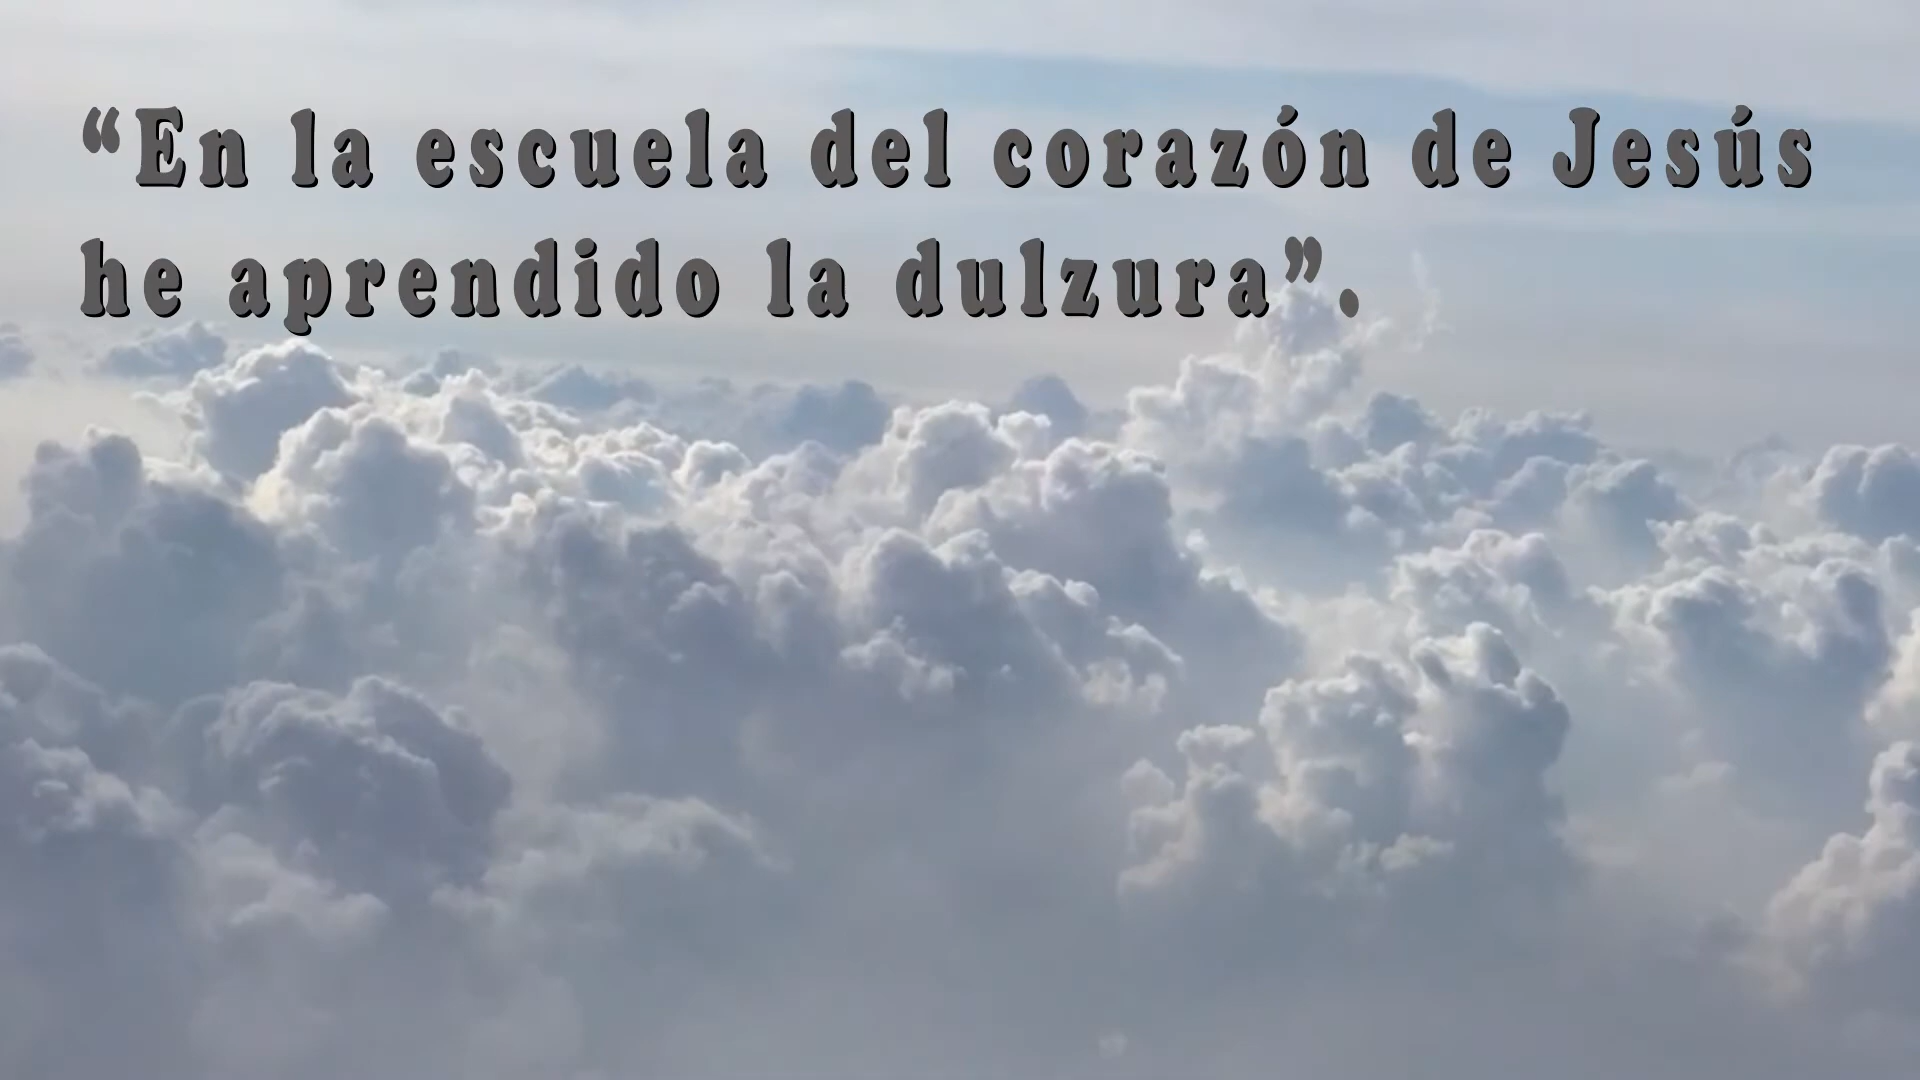 “En la escuela del corazón de Jesús
he aprendido la dulzura”.